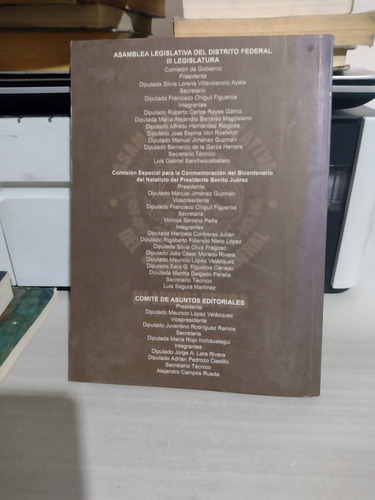 ASAMBLEA LEGISLATIVA DEL DISTRITO FEDERAL
III LEGISLATURA
Comisión de Gobierno
Presidente
Diputada Silvia Lorena Villavicencio Ayala
Secretario
Diputado Francisco Chiguil Figueroa
Integrantes
Diputado Roberto Carlos Reyes Gámiz
Diputada María Alejandra Barrales Magdaleno
Diputado Alfredo Hernández Raigosa
Diputado José Espina Von Roehrich
Diputado Manuel Jiménez Guzmán
Diputado Bernardo de la Garza Herrera
Secretario Técnico
Luis Gabriel Sanchezcaballero
Comisión Especial para la Conmemoración del Bicentenario
del Natalicio del Presidente Benito Juárez
Presidente
Diputado Manuel Jiménez Guzmán
Vicepresidente
Diputado Francisco Chiguil Figueroa
Secretaria
Mónica Serrano Peña
Integrantes
Diputada Maricela Contreras Julián
Diputado Rigoberto Fidencio Nieto López
Diputada Silvia Oliva Fragoso
Diputado Julio César Moreno Rivera
Diputado Mauricio López Velázquez
Diputada Sara G. Figueroa Canedo
Diputada Martha Delgado Peralta
Secretario Técnico
Luis Segura Martínez
COMITE DE ASUNTOS EDITORIALES
Presidente
Diputado Mauricio López Velázquez
Vicepresidente
Diputado Juventino Rodríguez Ramos
Secretaria
Diputada María Rojo Incháustegui
Integrantes
Diputado Jorge A. Lara Rivera
Diputado Adrián Pedrozo Castillo
Secretario Técnico
Alejandro Campos Rueda